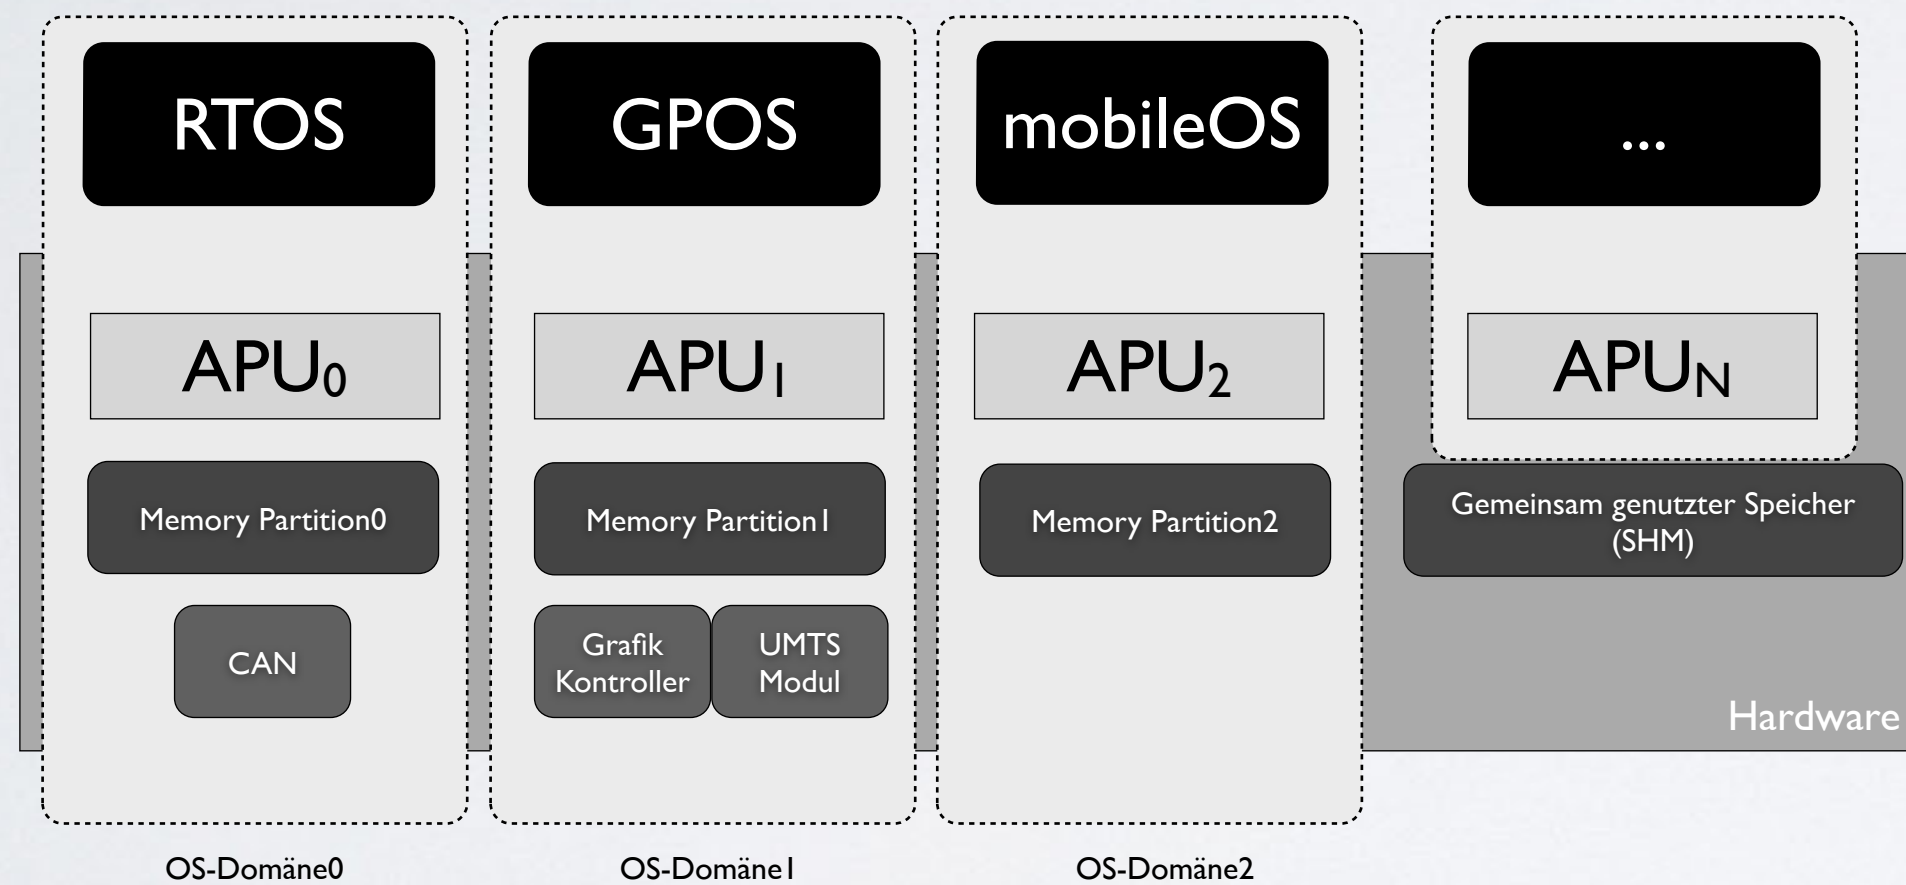 RTOS
GPOS
mobileOS
...
APU0
APU1
APU2
APUN
Memory Partition0
Memory Partition1
Memory Partition2
Gemeinsam genutzter Speicher
(SHM)
CAN
Grafik
Kontroller
UMTS
Modul
Hardware
OS-Domäne0
OS-Domäne1
OS-Domäne2